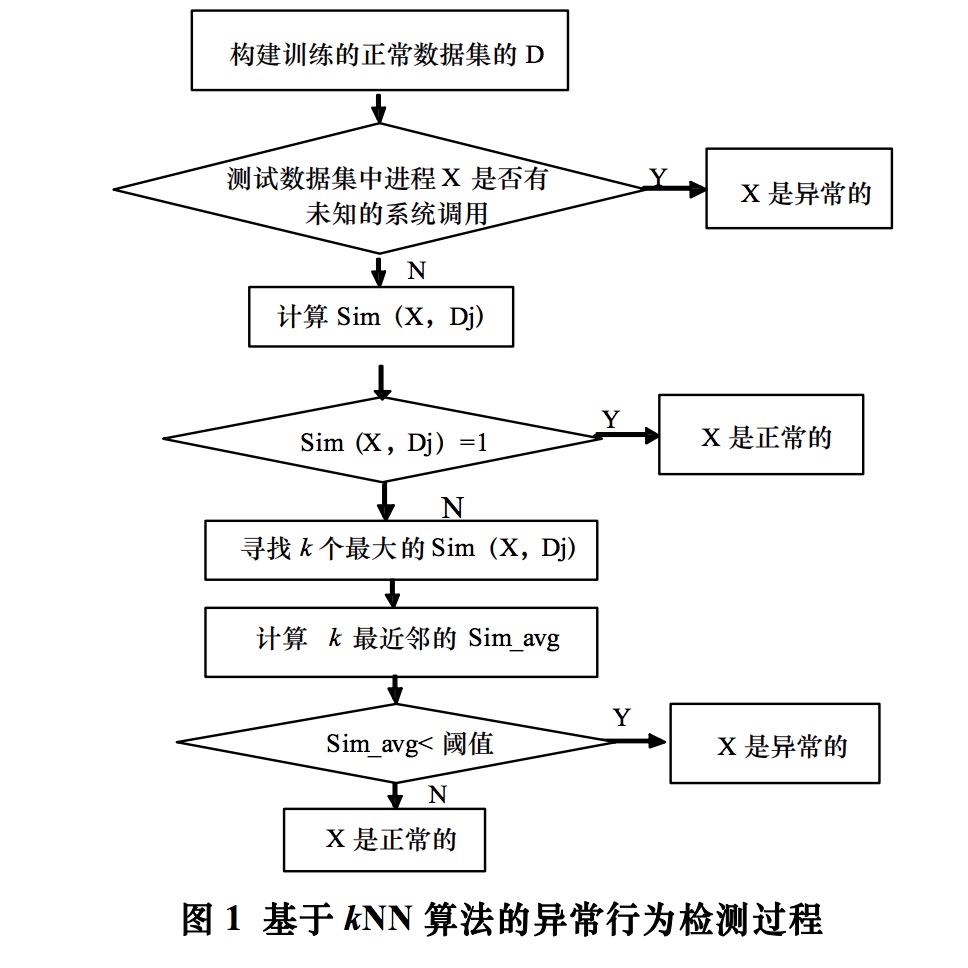 构建训练的正常数据集的 D
测试数据集中进程 X 是否有
未知的系统调用
Y
X 是异常的
N
计算 Sim (X, Dj)
Sim (X, Dj) =1
Y
X 是正常的
N
寻找 k 个最大的 Sim (X, Dj)
计算 k 最近邻的 Sim_avg
Sim_avg< 阈值
Y
X 是异常的
N
X 是正常的
图 1 基于 kNN 算法的异常行为检测过程